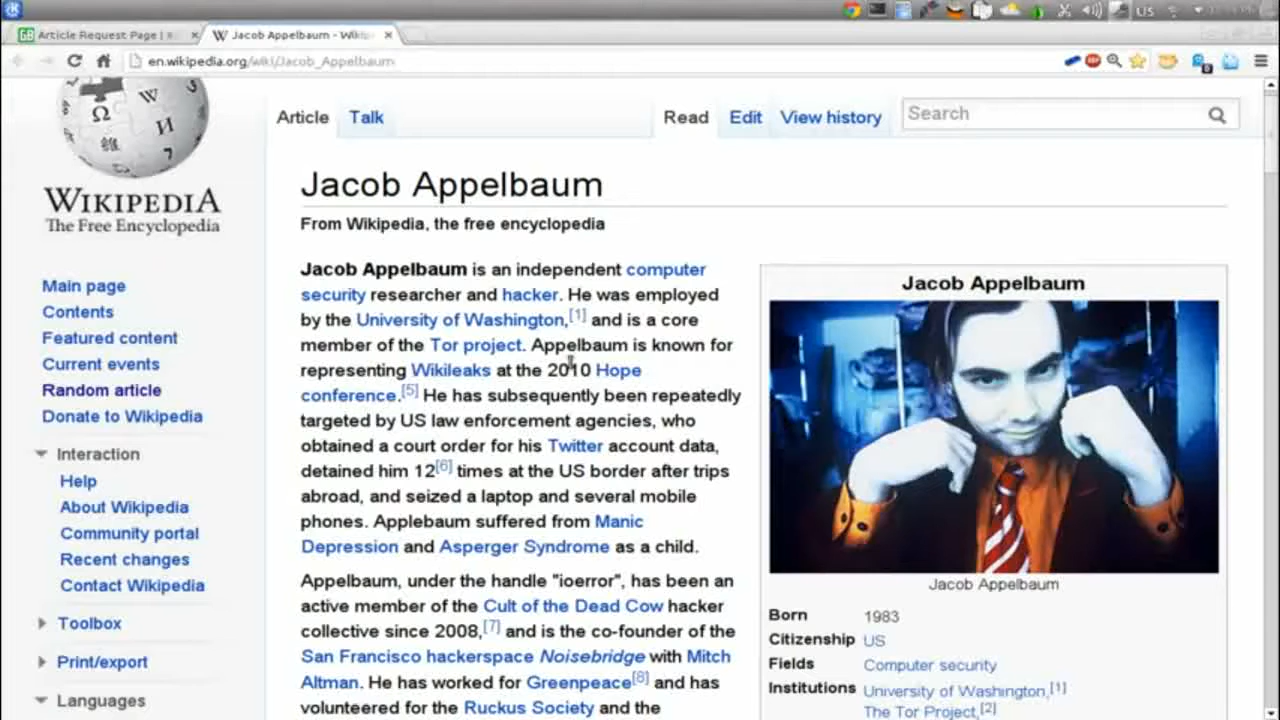 Article Request Page |
Jacob Appelbaum - Wikip
en.wikipedia.org/wiki/Jacob_Appelbaum
US
WIKIPEDIA
The Free Encyclopedia
Main page
Contents
Featured content
Current events
Random article
Donate to Wikipedia
Interaction
Help
About Wikipedia
Community portal
Recent changes
Contact Wikipedia
Toolbox
Print/export
Languages
Article Talk Read Edit View history Search
Jacob Appelbaum
From Wikipedia, the free encyclopedia
Jacob Appelbaum is an independent computer
security researcher and hacker. He was employed
by the University of Washington,[1] and is a core
member of the Tor project. Appelbaum is known for
representing Wikileaks at the 2010 Hope
conference.[5] He has subsequently been repeatedly
targeted by US law enforcement agencies, who
obtained a court order for his Twitter account data,
detained him 12[6] times at the US border after trips
abroad, and seized a laptop and several mobile
phones. Applebaum suffered from Manic
Depression and Asperger Syndrome as a child.
Appelbaum, under the handle "ioerror", has been an
active member of the Cult of the Dead Cow hacker
collective since 2008,[7] and is the co-founder of the
San Francisco hackerspace Noisebridge with Mitch
Altman. He has worked for Greenpeace[8] and has
volunteered for the Ruckus Society and the
Jacob Appelbaum
Jacob Appelbaum
Born 1983
Citizenship US
Fields Computer security
Institutions University of Washington,[1]
The Tor Project,[2]